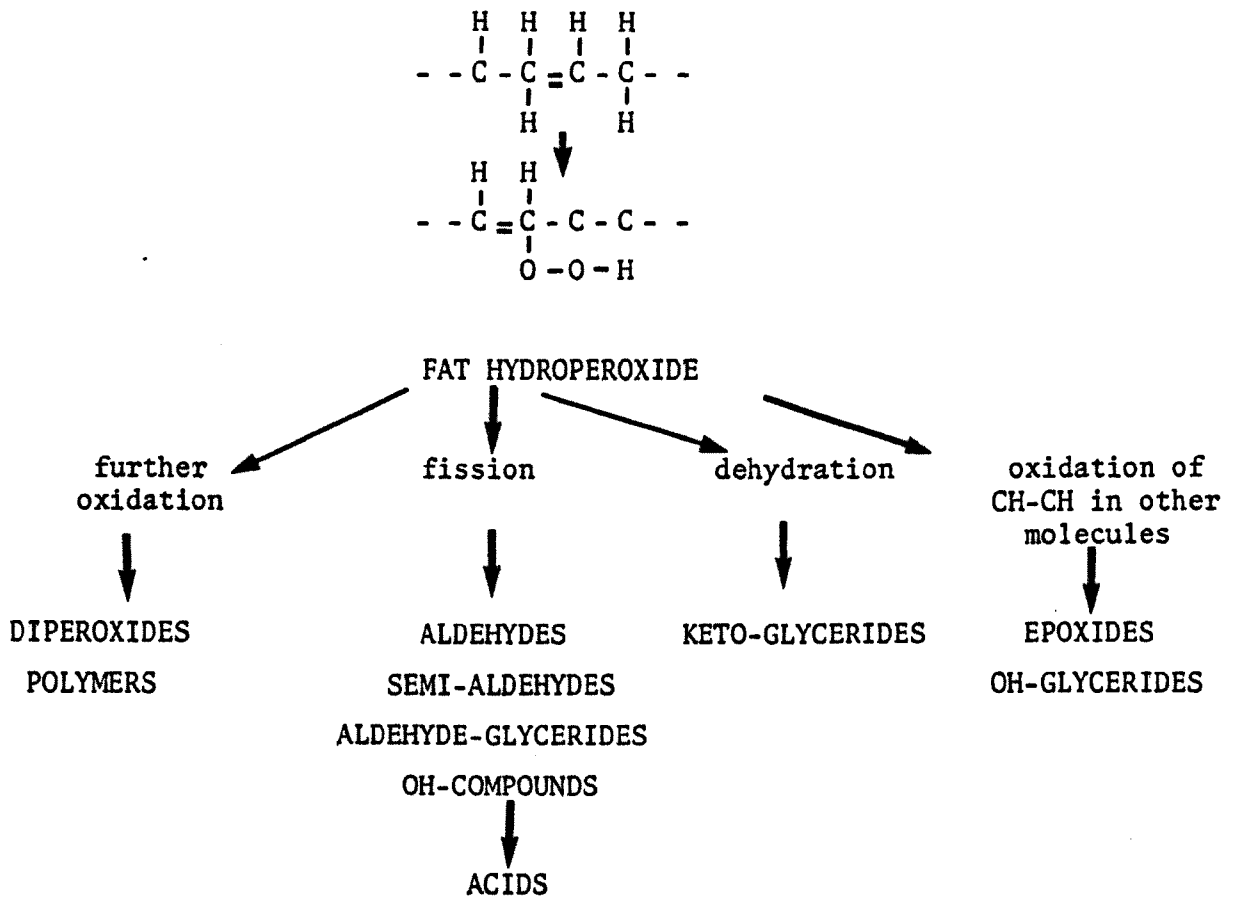 H H H H
- - C - C = C - C - -
H H
H H
- - C = C - C - C - -
O - O - H
FAT HYDROPEROXIDE
further
oxidation
fission
dehydration
oxidation of
CH-CH in other
molecules
DIPEROXIDES
POLYMERS
ALDEHYDES
SEMI-ALDEHYDES
ALDEHYDE-GLYCERIDES
OH-COMPOUNDS
ACIDS
KETO-GLYCERIDES
EPOXIDES
OH-GLYCERIDES